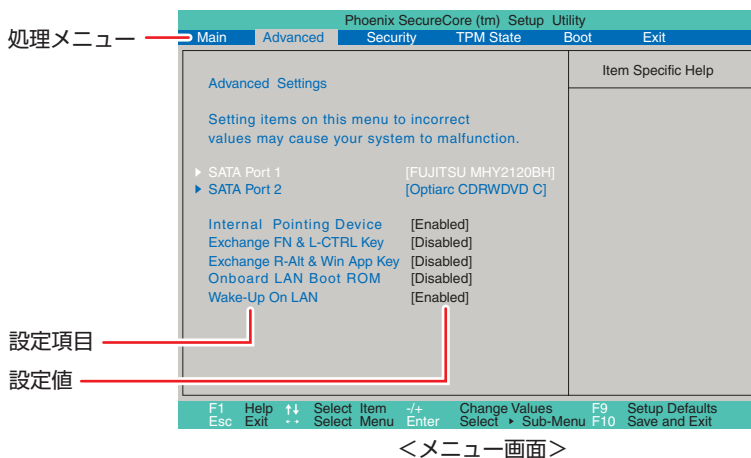 Phoenix SecureCore (tm) Setup Utility
処理メニュー
Main Advanced Security TPM State Boot Exit
Item Specific Help
Advanced Settings
Setting items on this menu to incorrect
values may cause your system to malfunction.
SATA Port 1 [FUJITSU MHY2120BH]
SATA Port 2 [Optiarc CDRWDVD C]
Internal Pointing Device [Enabled]
Exchange FN & L-CTRL Key [Disabled]
Exchange R-Alt & Win App Key [Disabled]
Onboard LAN Boot ROM [Disabled]
Wake-Up On LAN [Enabled]
設定項目
設定値
F1 Help ↑↓ Select Item -/+ Change Values F9 Setup Defaults
Esc Exit ←→ Select Menu Enter Select ▸ Sub-Menu F10 Save and Exit
＜メニュー画面＞